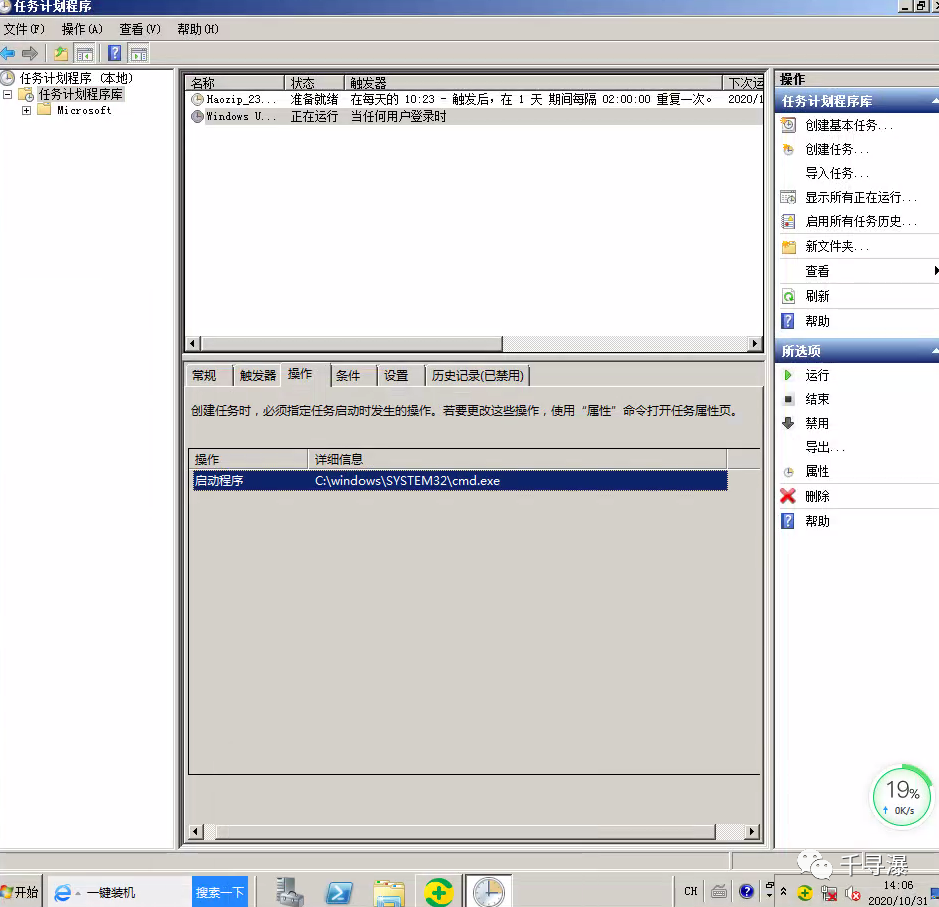 任务计划程序
文件(F) 操作(A) 查看(V) 帮助(H)
任务计划程序 (本地)
任务计划程序库
Microsoft
名称 状态 触发器 下次运
Haozip_23... 准备就绪 在每天的 10:23 - 触发后，在 1 天 期间每隔 02:00:00 重复一次。 2020/1
Windows U... 正在运行 当任何用户登录时
常规 触发器 操作 条件 设置 历史记录(已禁用)
创建任务时，必须指定任务启动时发生的操作。若要更改这些操作，使用“属性”命令打开任务属性页。
操作 详细信息
启动程序 C:\windows\SYSTEM32\cmd.exe
操作
任务计划程序库
创建基本任务...
创建任务...
导入任务...
显示所有正在运行...
启用所有任务历史...
新文件夹...
查看
刷新
帮助
所选项
运行
结束
禁用
导出...
属性
删除
帮助
19%
0K/s
千寻瀑
开始 一键装机 搜索一下 CH 14:06
2020/10/31